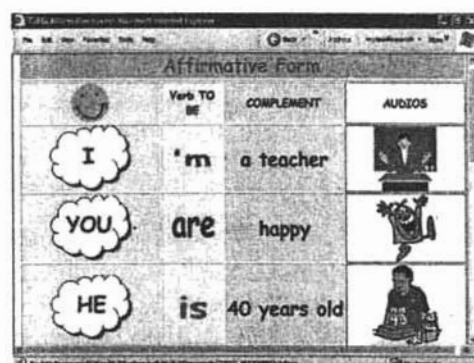 Affirmative Form
Verb TO
BE
COMPLEMENT
AUDIOS
I
'm
a teacher
YOU
are
happy
HE
is
40 years old